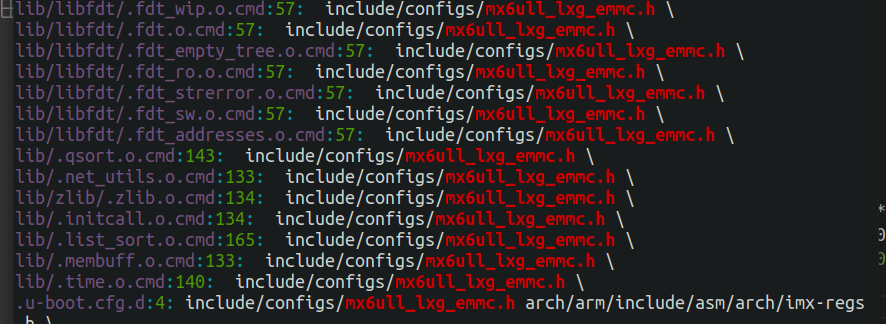 lib/libfdt/.fdt_wip.o.cmd:57:  include/configs/mx6ull_lxg_emmc.h \
lib/libfdt/.fdt.o.cmd:57:  include/configs/mx6ull_lxg_emmc.h \
lib/libfdt/.fdt_empty_tree.o.cmd:57:  include/configs/mx6ull_lxg_emmc.h \
lib/libfdt/.fdt_ro.o.cmd:57:  include/configs/mx6ull_lxg_emmc.h \
lib/libfdt/.fdt_strerror.o.cmd:57:  include/configs/mx6ull_lxg_emmc.h \
lib/libfdt/.fdt_sw.o.cmd:57:  include/configs/mx6ull_lxg_emmc.h \
lib/libfdt/.fdt_addresses.o.cmd:57:  include/configs/mx6ull_lxg_emmc.h \
lib/.qsort.o.cmd:143:  include/configs/mx6ull_lxg_emmc.h \
lib/.net_utils.o.cmd:133:  include/configs/mx6ull_lxg_emmc.h \
lib/zlib/.zlib.o.cmd:134:  include/configs/mx6ull_lxg_emmc.h \
lib/.initcall.o.cmd:134:  include/configs/mx6ull_lxg_emmc.h \
lib/.list_sort.o.cmd:165:  include/configs/mx6ull_lxg_emmc.h \
lib/.membuff.o.cmd:133:  include/configs/mx6ull_lxg_emmc.h \
lib/.time.o.cmd:140:  include/configs/mx6ull_lxg_emmc.h \
.u-boot.cfg.d:4: include/configs/mx6ull_lxg_emmc.h arch/arm/include/asm/arch/imx-regs
.h \